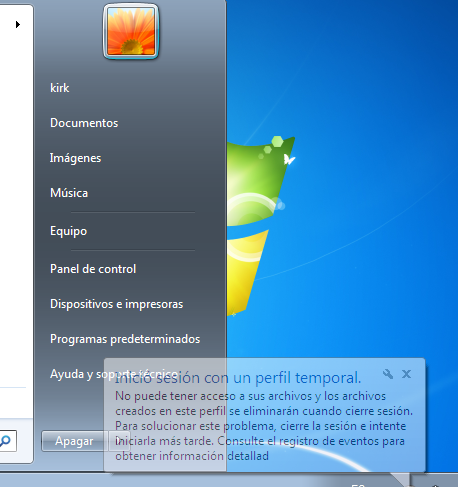 kirk
Documentos
Imágenes
Música
Equipo
Panel de control
Dispositivos e impresoras
Programas predeterminados
Ayuda y soporte técnico
Inició sesión con un perfil temporal.
No puede tener acceso a sus archivos y los archivos
creados en este perfil se eliminarán cuando cierre sesión.
Para solucionar este problema, cierre la sesión e intente
iniciarla más tarde. Consulte el registro de eventos para
obtener información detallad
Apagar